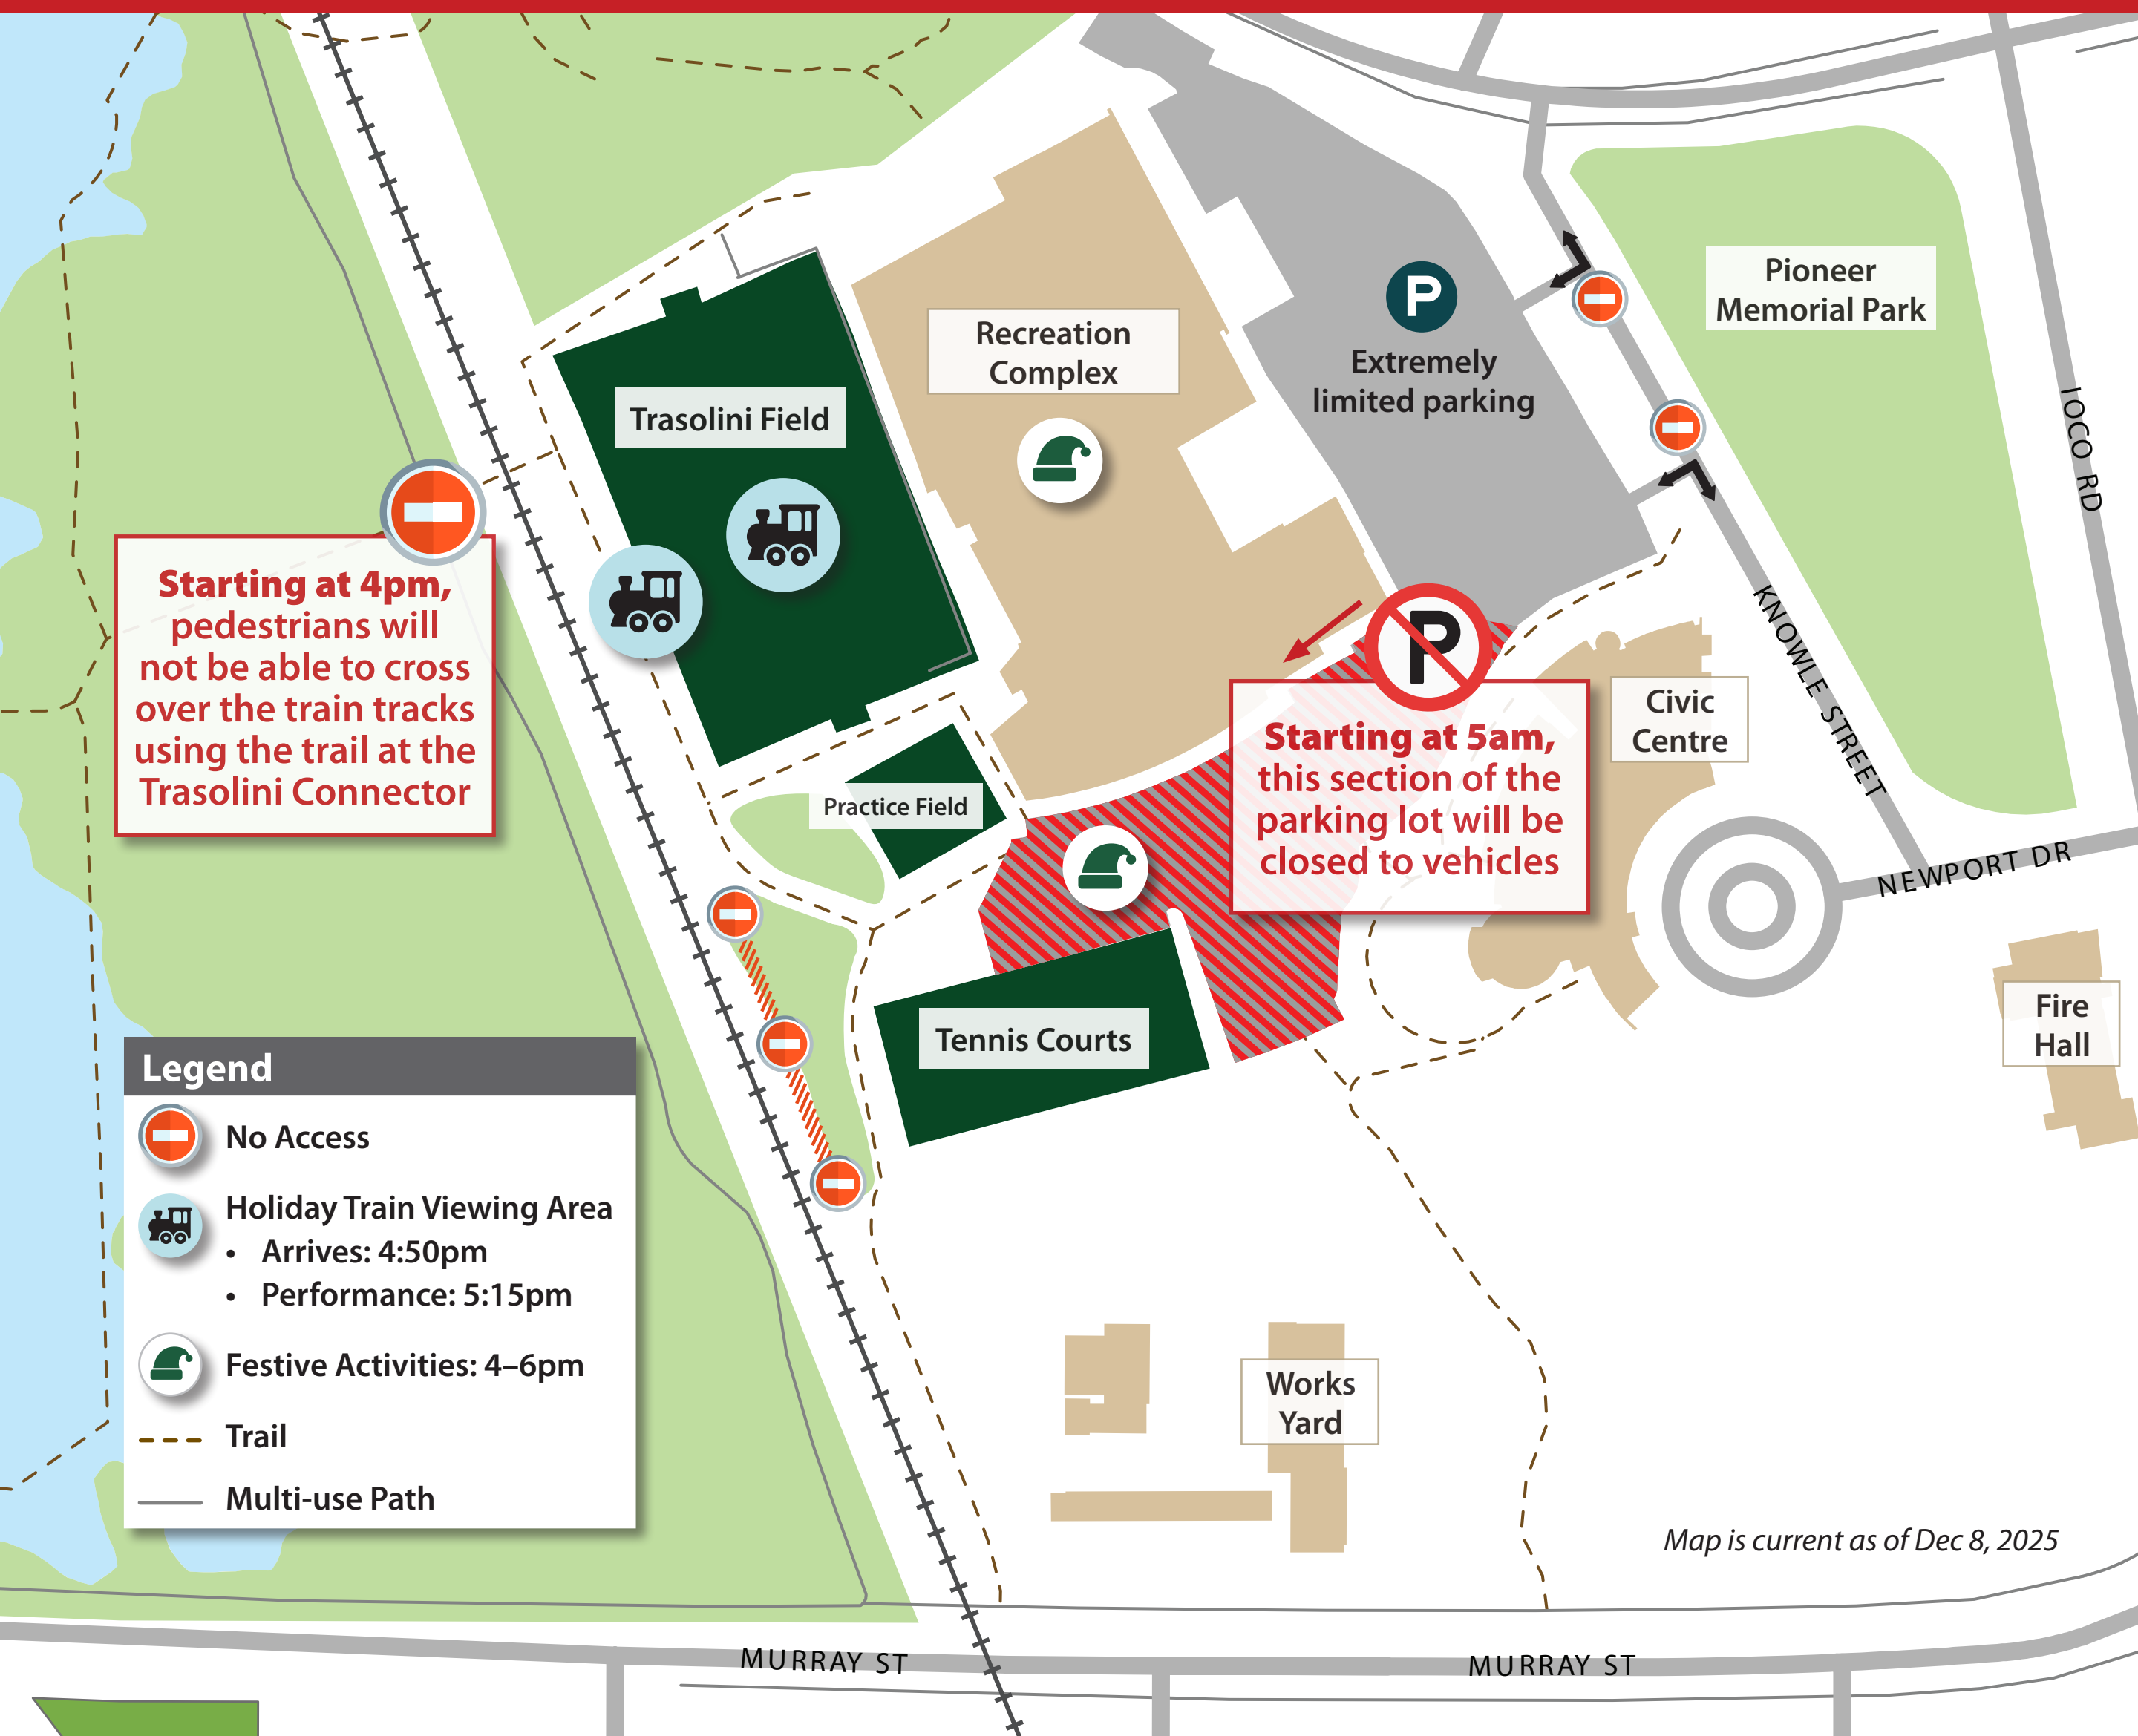 Pioneer
Memorial Park
P
Extremely
limited parking
Recreation
Complex
Trasolini Field
IOCO RD
Starting at 4pm,
pedestrians will
not be able to cross
over the train tracks
using the trail at the
Trasolini Connector
P
Starting at 5am,
this section of the
parking lot will be
closed to vehicles
KNOWLE STREET
Civic
Centre
Practice Field
NEWPORT DR
Tennis Courts
Fire
Hall
Legend
No Access
Holiday Train Viewing Area
• Arrives: 4:50pm
• Performance: 5:15pm
Festive Activities: 4–6pm
Trail
Multi-use Path
Works
Yard
Map is current as of Dec 8, 2025
MURRAY ST
MURRAY ST